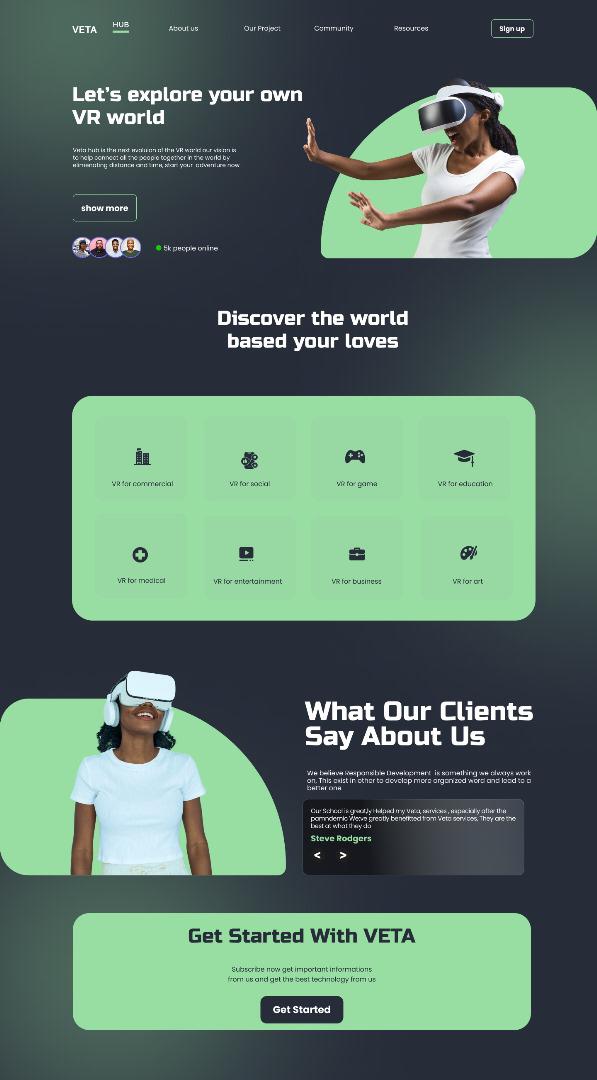 VETA
HUB
About us
Our Project
Community
Resources
Sign up
Let's explore your own
VR world
Veta hub is the next evoluion of the VR world our vision is
to help connect all the people together in the world by
elimenating distance and time, start your adventure now
show more
5k people online
Discover the world
based your loves
VR for commercial
VR for social
VR for game
VR for education
VR for medical
VR for entertainment
VR for business
VR for art
What Our Clients
Say About Us
We believe Responsible Development is something we always work
on, This exist in other to develop more organized word and lead to a
better one
Our School is greatly Helped my Veta, services , especially after the
pamndemic We;ve greatly benefitted from Veta services, They are the
best at what they do
Steve Rodgers
< >
Get Started With VETA
Subscribe now get important informations
from us and get the best technology from us
Get Started